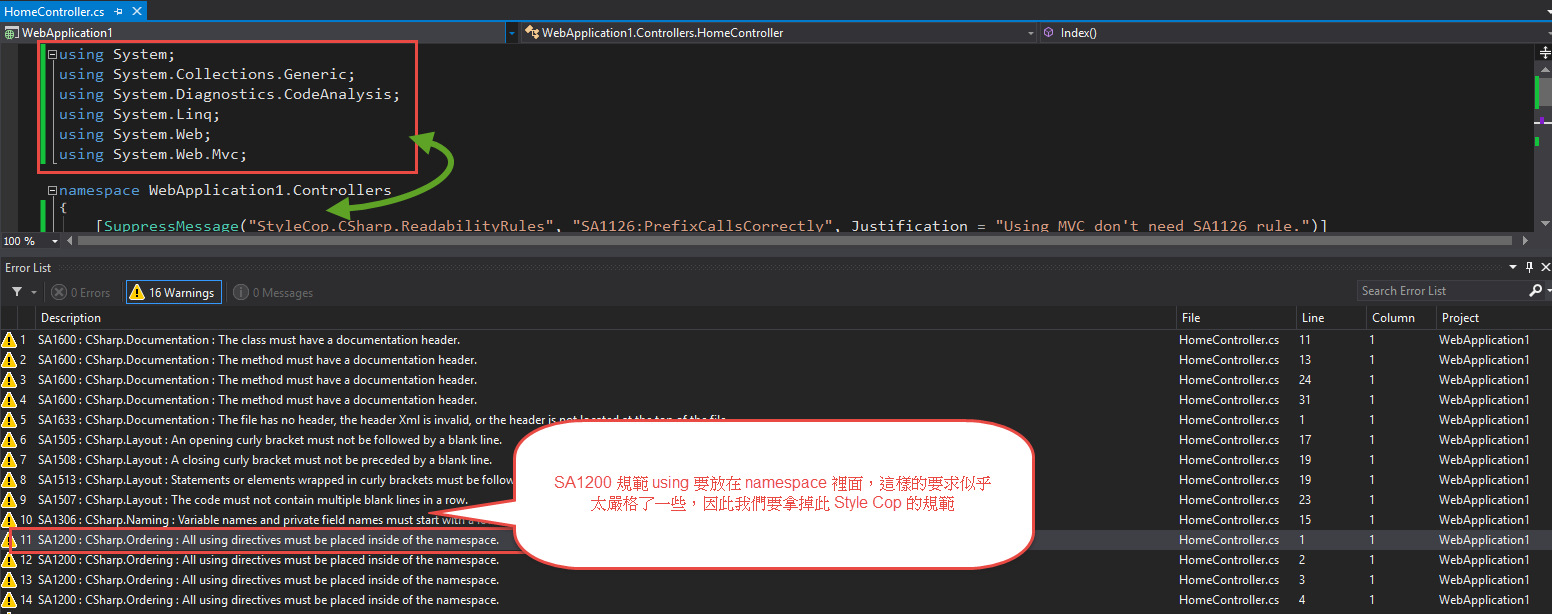 HomeController.cs
WebApplication1
WebApplication1.Controllers.HomeController
Index()
using System;
using System.Collections.Generic;
using System.Diagnostics.CodeAnalysis;
using System.Linq;
using System.Web;
using System.Web.Mvc;
namespace WebApplication1.Controllers
{
[SuppressMessage("StyleCop.CSharp.ReadabilityRules", "SA1126:PrefixCallsCorrectly", Justification = "Using MVC don't need SA1126 rule.")]
100 %
Error List
0 Errors 16 Warnings 0 Messages Search Error List
Description File Line Column Project
1 SA1600 : CSharp.Documentation : The class must have a documentation header. HomeController.cs 11 1 WebApplication1
2 SA1600 : CSharp.Documentation : The method must have a documentation header. HomeController.cs 13 1 WebApplication1
3 SA1600 : CSharp.Documentation : The method must have a documentation header. HomeController.cs 24 1 WebApplication1
4 SA1600 : CSharp.Documentation : The method must have a documentation header. HomeController.cs 31 1 WebApplication1
5 SA1633 : CSharp.Documentation : The file has no header, the header Xml is invalid, or the header is not located at the top of the file. HomeController.cs 1 1 WebApplication1
6 SA1505 : CSharp.Layout : An opening curly bracket must not be followed by a blank line. HomeController.cs 17 1 WebApplication1
7 SA1508 : CSharp.Layout : A closing curly bracket must not be preceded by a blank line. HomeController.cs 19 1 WebApplication1
8 SA1513 : CSharp.Layout : Statements or elements wrapped in curly brackets must be follow HomeController.cs 19 1 WebApplication1
9 SA1507 : CSharp.Layout : The code must not contain multiple blank lines in a row. HomeController.cs 23 1 WebApplication1
10 SA1306 : CSharp.Naming : Variable names and private field names must start with a HomeController.cs 15 1 WebApplication1
11 SA1200 : CSharp.Ordering : All using directives must be placed inside of the namespace. HomeController.cs 1 1 WebApplication1
12 SA1200 : CSharp.Ordering : All using directives must be placed inside of the namespace. HomeController.cs 2 1 WebApplication1
13 SA1200 : CSharp.Ordering : All using directives must be placed inside of the namespace. HomeController.cs 3 1 WebApplication1
14 SA1200 : CSharp.Ordering : All using directives must be placed inside of the namespace. HomeController.cs 4 1 WebApplication1
SA1200 規範 using 要放在 namespace 裡面，這樣的要求似乎
太嚴格了一些，因此我們要拿掉此 Style Cop 的規範